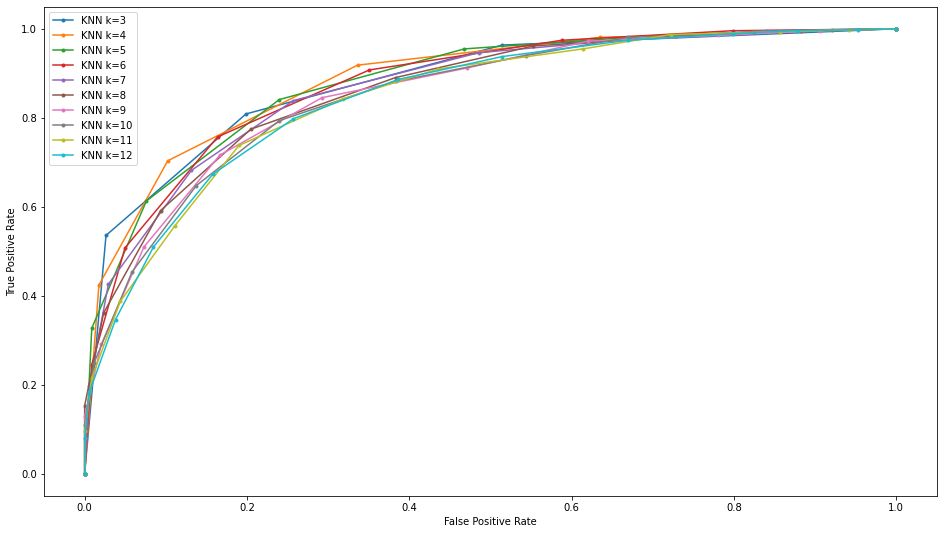 1.0
0.8
0.6
0.4
0.2
0.0
True Positive Rate
KNN k=3
KNN k=4
KNN k=5
KNN k=6
KNN k=7
KNN k=8
KNN k=9
KNN k=10
KNN k=11
KNN k=12
0.0 0.2 0.4 0.6 0.8 1.0
False Positive Rate